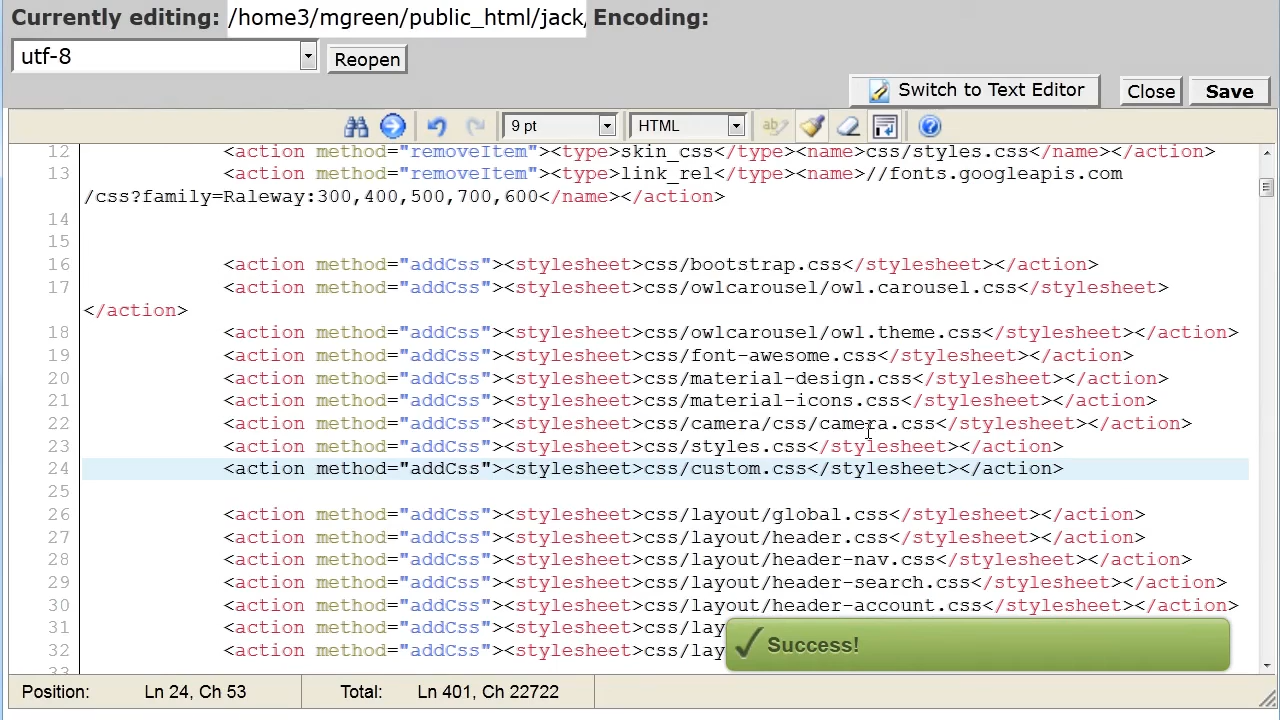 Currently editing: /home3/mgreen/public_html/jack/ Encoding:
utf-8 Reopen
Switch to Text Editor Close Save
9 pt HTML
12 <action method="removeItem"><type>skin_css</type><name>css/styles.css</name></action>
13 <action method="removeItem"><type>link_rel</type><name>//fonts.googleapis.com
/css?family=Raleway:300,400,500,700,600</name></action>
14
15
16 <action method="addCss"><stylesheet>css/bootstrap.css</stylesheet></action>
17 <action method="addCss"><stylesheet>css/owlcarousel/owl.carousel.css</stylesheet>
</action>
18 <action method="addCss"><stylesheet>css/owlcarousel/owl.theme.css</stylesheet></action>
19 <action method="addCss"><stylesheet>css/font-awesome.css</stylesheet></action>
20 <action method="addCss"><stylesheet>css/material-design.css</stylesheet></action>
21 <action method="addCss"><stylesheet>css/material-icons.css</stylesheet></action>
22 <action method="addCss"><stylesheet>css/camera/css/camera.css</stylesheet></action>
23 <action method="addCss"><stylesheet>css/styles.css</stylesheet></action>
24 <action method="addCss"><stylesheet>css/custom.css</stylesheet></action>
25
26 <action method="addCss"><stylesheet>css/layout/global.css</stylesheet></action>
27 <action method="addCss"><stylesheet>css/layout/header.css</stylesheet></action>
28 <action method="addCss"><stylesheet>css/layout/header-nav.css</stylesheet></action>
29 <action method="addCss"><stylesheet>css/layout/header-search.css</stylesheet></action>
30 <action method="addCss"><stylesheet>css/layout/header-account.css</stylesheet></action>
31 <action method="addCss"><stylesheet>css/lay
32 <action method="addCss"><stylesheet>css/lay
Success!
33
Position: Ln 24, Ch 53 Total: Ln 401, Ch 22722